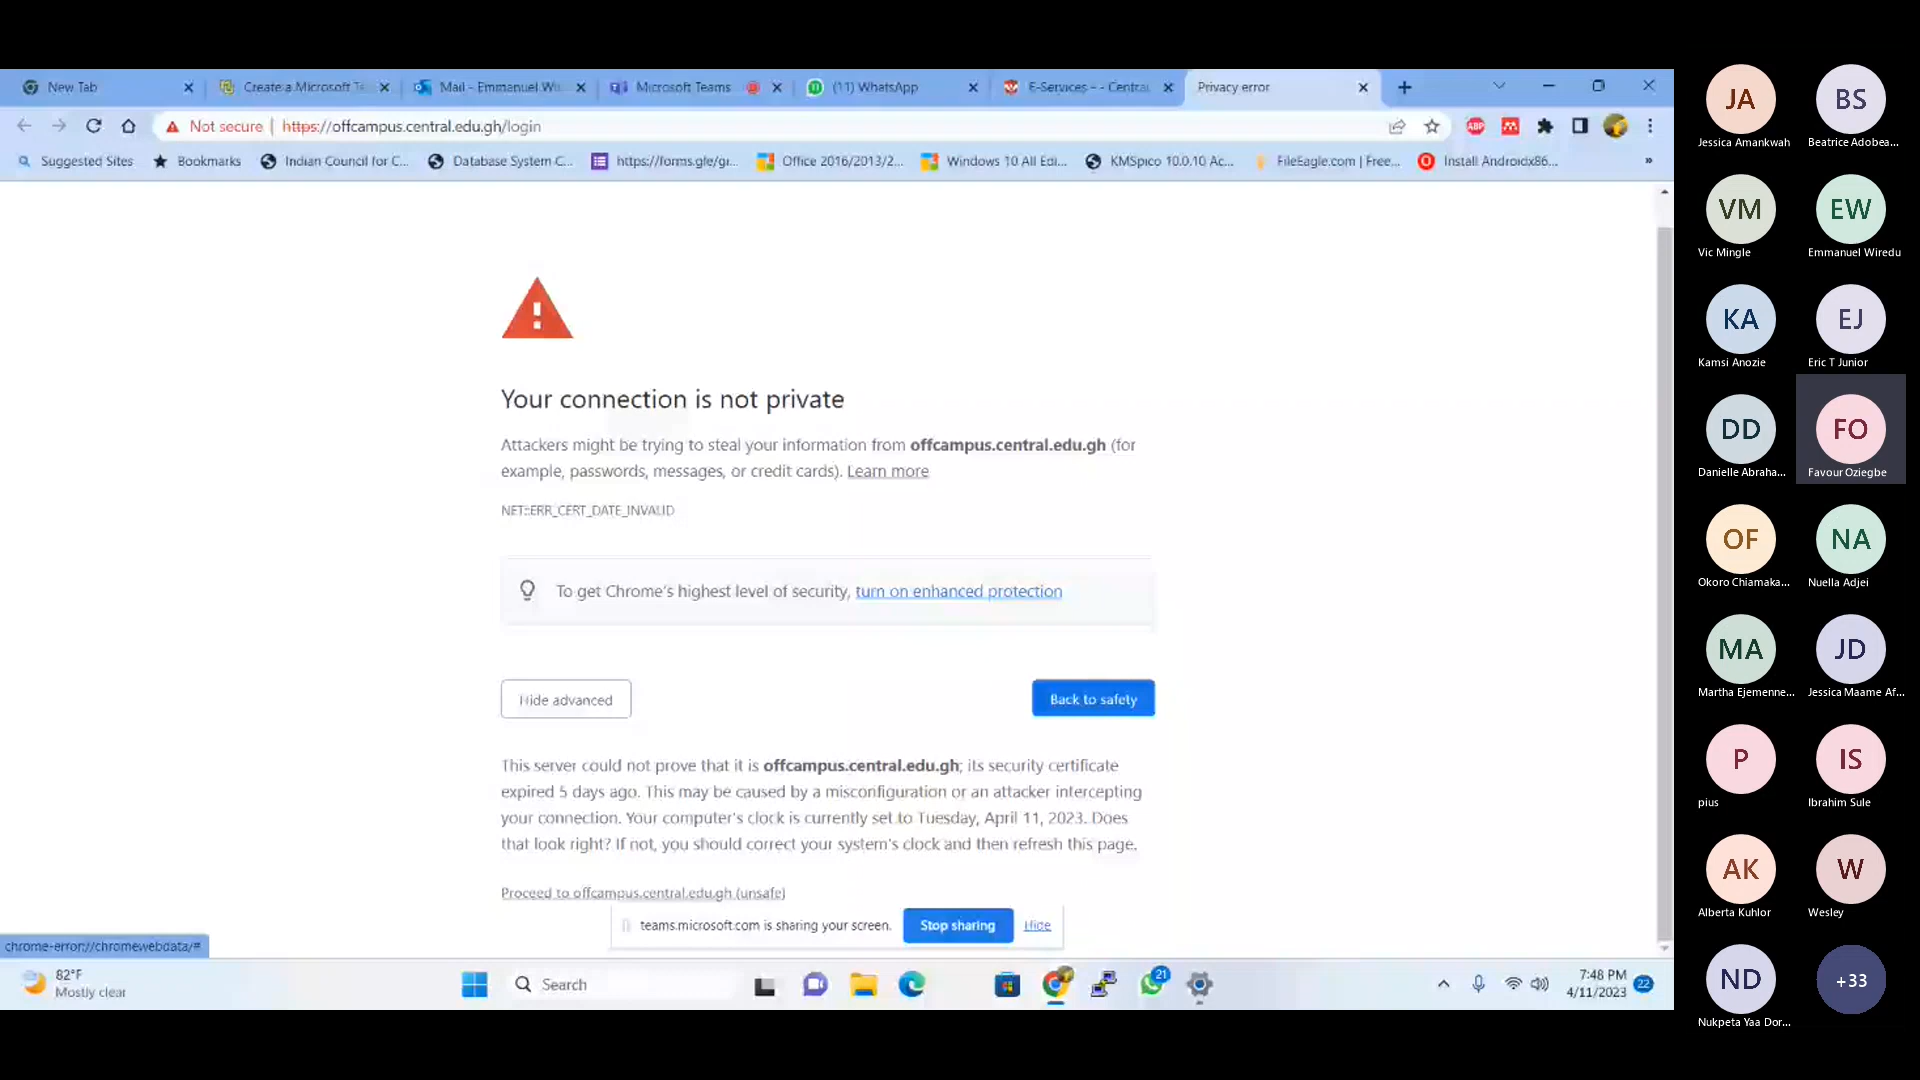 New Tab
Create a Microsoft Te
Mail - Emmanuel Wi
Microsoft Teams
(11) WhatsApp
E-Services – - Central
Privacy error
Not secure
https://offcampus.central.edu.gh/login
Suggested Sites
Bookmarks
Indian Council for C...
Database System C...
https://forms.gle/gr...
Office 2016/2013/2...
Windows 10 All Edi...
KMSpico 10.0.10 Ac...
FileEagle.com | Free...
Install Androidx86...
»
ABP
Your connection is not private
Attackers might be trying to steal your information from offcampus.central.edu.gh (for
example, passwords, messages, or credit cards). Learn more
NET::ERR_CERT_DATE_INVALID
To get Chrome's highest level of security, turn on enhanced protection
Hide advanced
Back to safety
This server could not prove that it is offcampus.central.edu.gh; its security certificate
expired 5 days ago. This may be caused by a misconfiguration or an attacker intercepting
your connection. Your computer's clock is currently set to Tuesday, April 11, 2023. Does
that look right? If not, you should correct your system's clock and then refresh this page.
Proceed to offcampus.central.edu.gh (unsafe)
teams.microsoft.com is sharing your screen.
Stop sharing
Hide
chrome-error://chromewebdata/#
82°F
Mostly clear
Search
21
7:48 PM
4/11/2023
22
JA
Jessica Amankwah
BS
Beatrice Adobea...
VM
Vic Mingle
EW
Emmanuel Wiredu
KA
Kamsi Anozie
EJ
Eric T Junior
DD
Danielle Abraha...
FO
Favour Oziegbe
OF
Okoro Chiamaka...
NA
Nuella Adjei
MA
Martha Ejemenne...
JD
Jessica Maame Af...
P
pius
IS
Ibrahim Sule
AK
Alberta Kuhlor
W
Wesley
ND
Nukpeta Yaa Dor...
+33